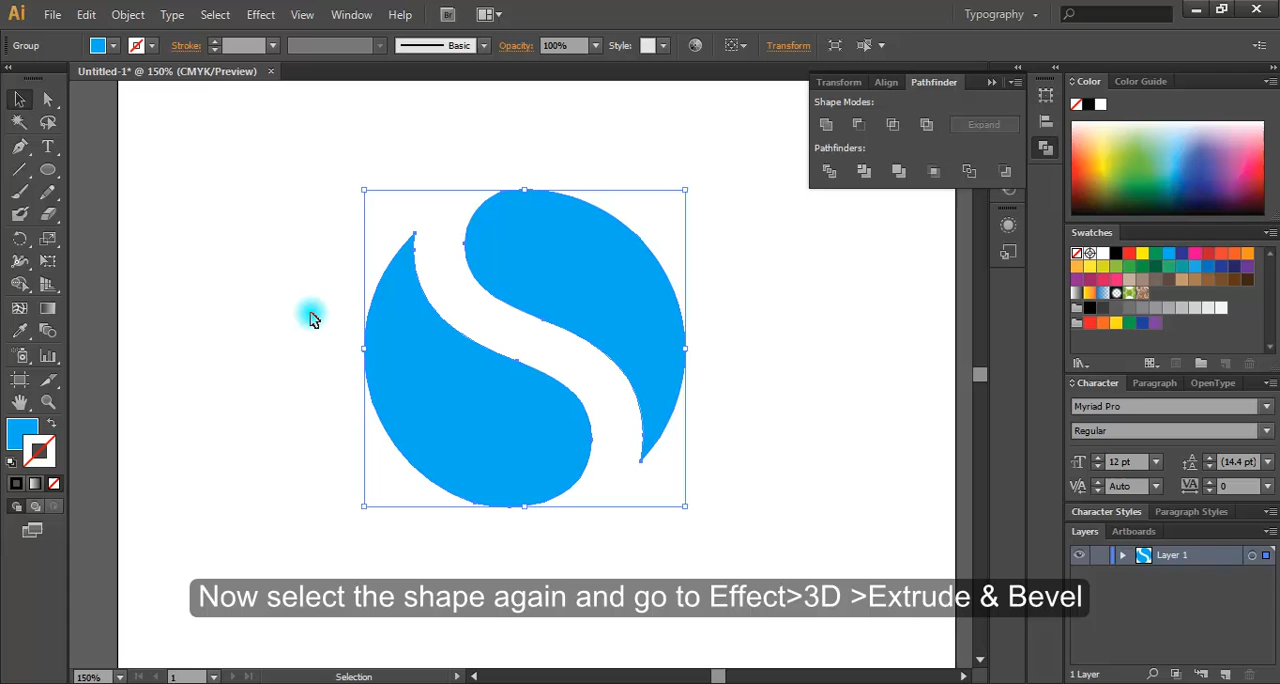 Ai File Edit Object Type Select Effect View Window Help Br Typography
Group Stroke: Basic Opacity: 100% Style: Transform
Untitled-1* @ 150% (CMYK/Preview) ×
Transform Align Pathfinder
Shape Modes:
Expand
Pathfinders:
Color Color Guide
Swatches
Character Paragraph OpenType
Myriad Pro
Regular
12 pt (14.4 pt)
Auto 0
Character Styles Paragraph Styles
Layers Artboards
Layer 1
Now select the shape again and go to Effect>3D >Extrude & Bevel
150% 1 Selection
1 Layer